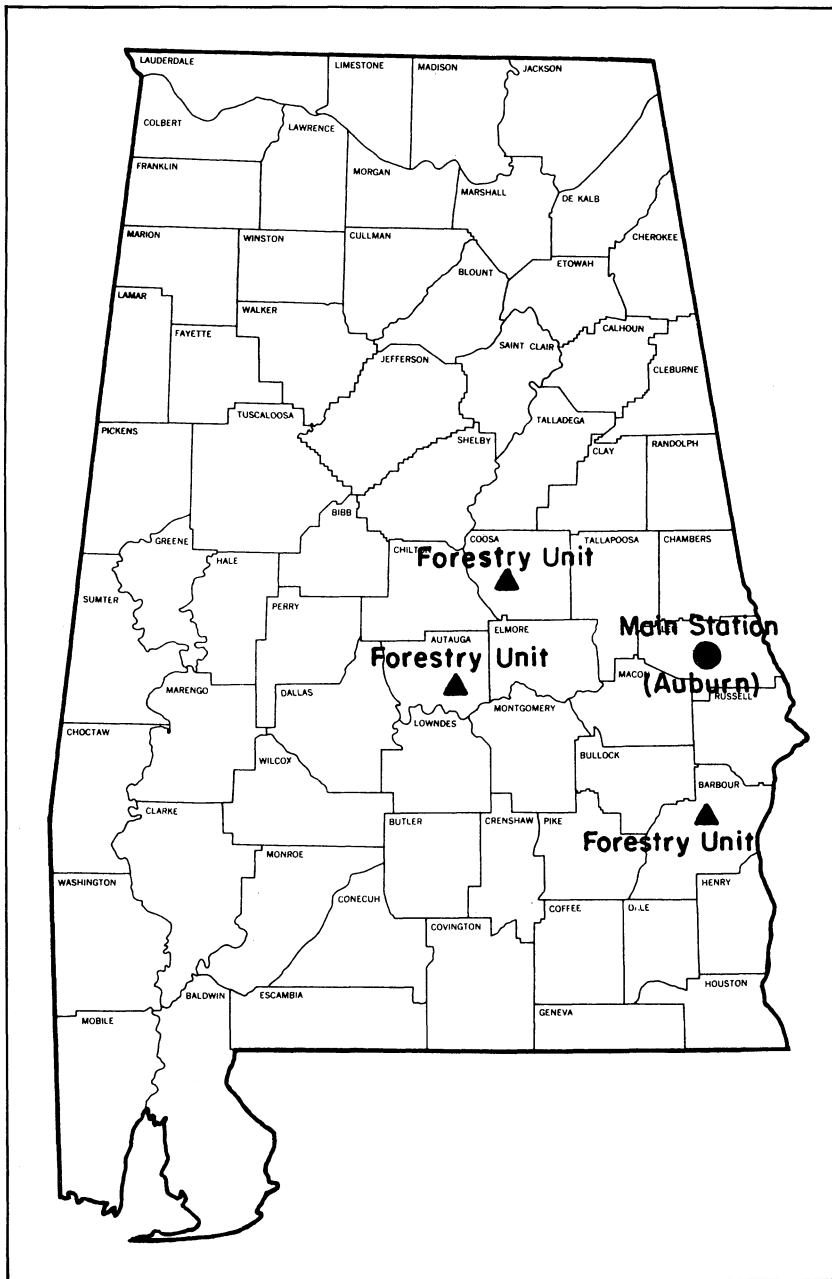 LAUDERDALE
LIMESTONE
MADISON
JACKSON
COLBERT
LAWRENCE
FRANKLIN
MORGAN
MARSHALL
DE KALB
MARION
WINSTON
CULLMAN
CHEROKEE
BLOUNT
ETOWAH
LAMAR
WALKER
FAYETTE
CALHOUN
SAINT CLAIR
JEFFERSON
CLEBURNE
TUSCALOOSA
TALLADEGA
PICKENS
SHELBY
CLAY
RANDOLPH
BIBB
GREENE
HALE
CHILTON
COOSA
TALLAPOOSA
CHAMBERS
Forestry Unit
SUMTER
PERRY
AUTAUGA
ELMORE
Main Station
Forestry Unit
(Auburn)
MACON
RUSSELL
MARENGO
DALLAS
LOWNDES
MONTGOMERY
CHOCTAW
WILCOX
BULLOCK
BARBOUR
CLARKE
BUTLER
CRENSHAW
PIKE
Forestry Unit
MONROE
WASHINGTON
CONECUH
HENRY
COFFEE
COVINGTON
BALDWIN
ESCAMBIA
HOUSTON
MOBILE
GENEVA